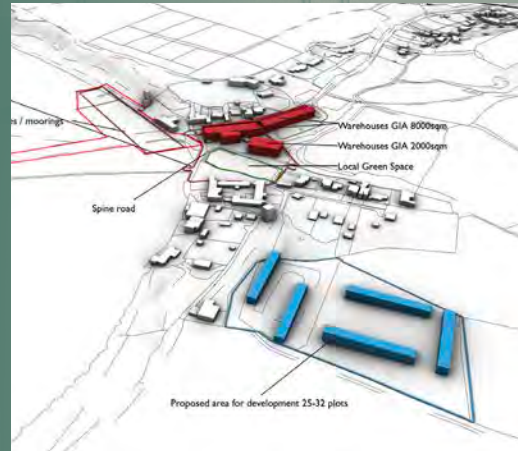 es / moorings
Warehouses GIA 8000sqm
Warehouses GIA 2000sqm
Local Green Space
Spine road
Proposed area for development 25-32 plots